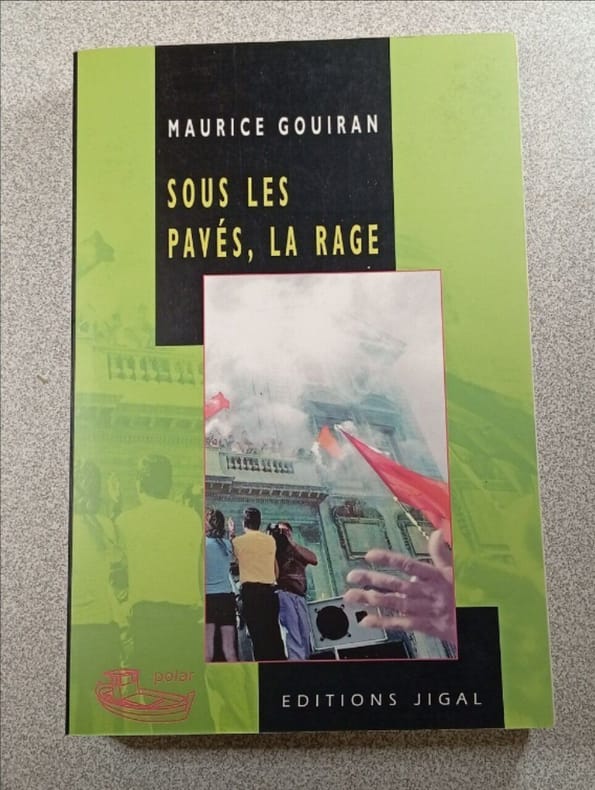 MAURICE GOUIRAN
SOUS LES
PAVÉS, LA RAGE
polar
EDITIONS JIGAL